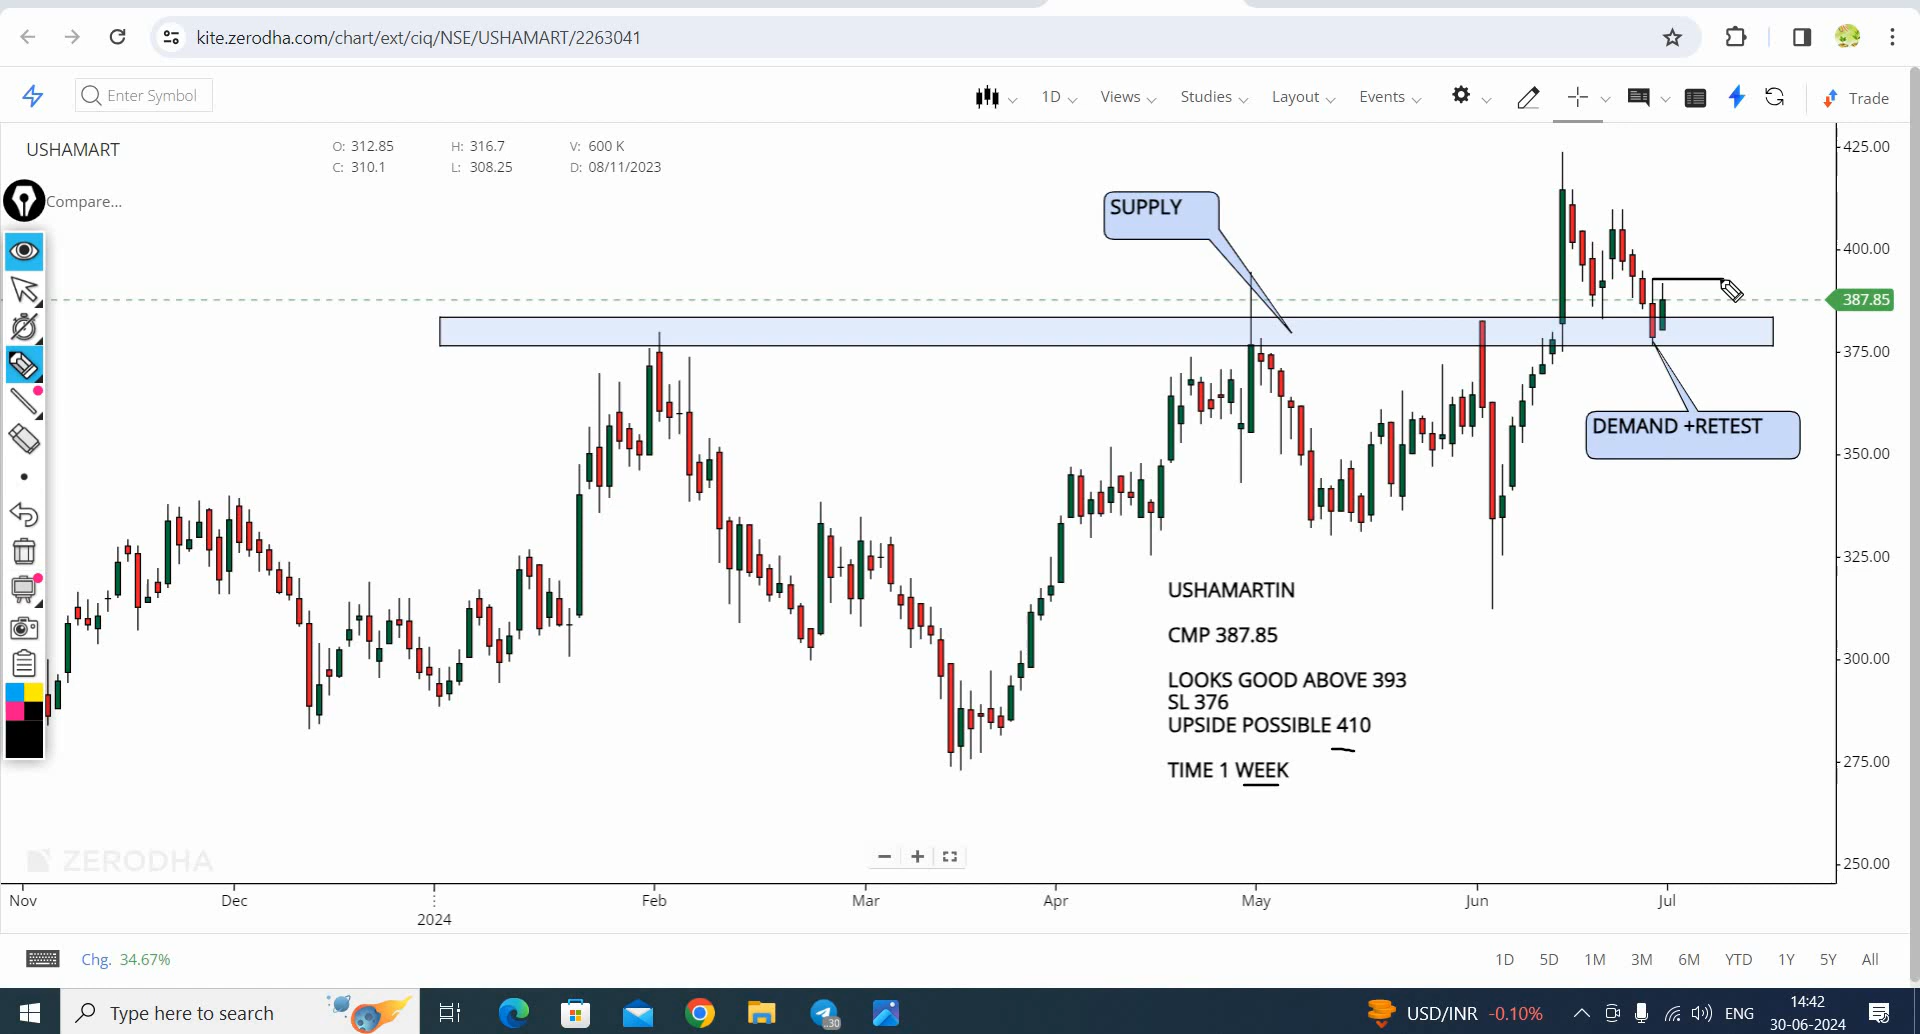 kite.zerodha.com/chart/ext/ciq/NSE/USHAMART/2263041
Enter Symbol
1D Views Studies Layout Events Trade
USHAMART
O: 312.85 H: 316.7 V: 600 K
C: 310.1 L: 308.25 D: 08/11/2023
Compare...
SUPPLY
DEMAND +RETEST
425.00
400.00
387.85
375.00
350.00
325.00
300.00
275.00
250.00
USHAMARTIN
CMP 387.85
LOOKS GOOD ABOVE 393
SL 376
UPSIDE POSSIBLE 410
TIME 1 WEEK
ZERODHA
Nov Dec 2024 Feb Mar Apr May Jun Jul
Chg. 34.67%
1D 5D 1M 3M 6M YTD 1Y 5Y All
Type here to search
.30
USD/INR -0.10%
ENG
14:42
30-06-2024